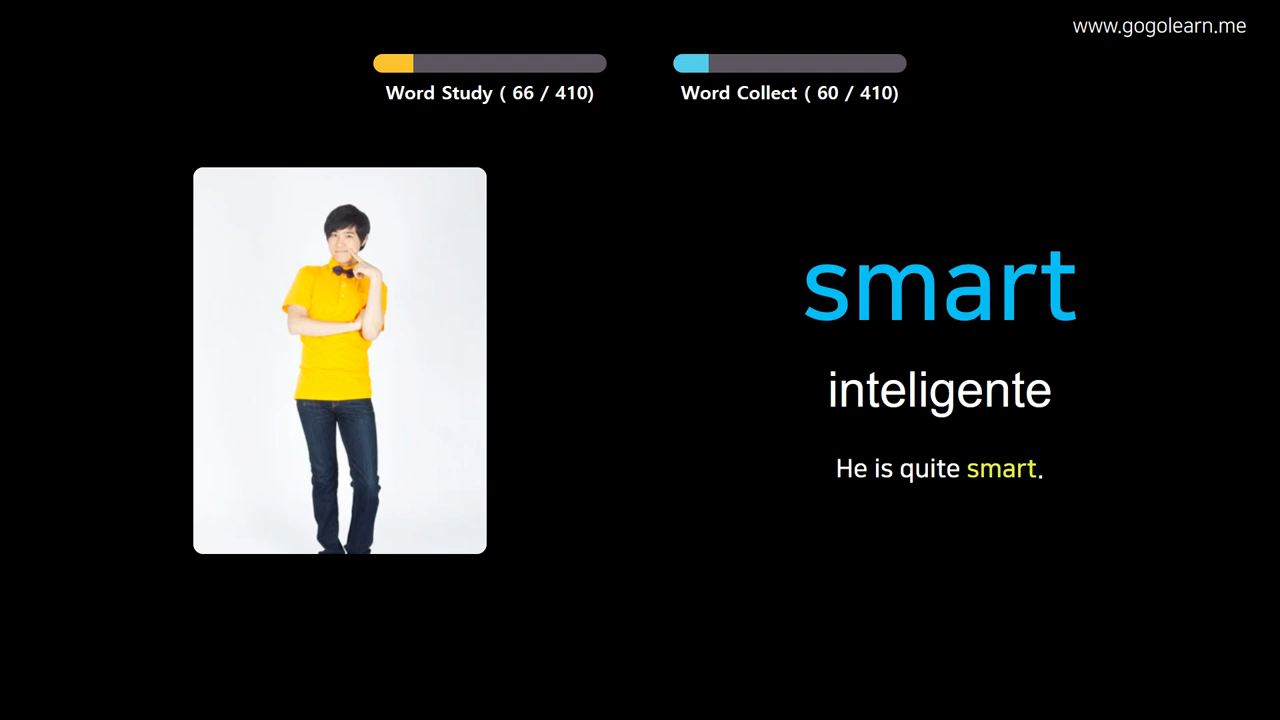 www.gogolearn.me
Word Study ( 66 / 410)
Word Collect ( 60 / 410)
smart
inteligente
He is quite smart.